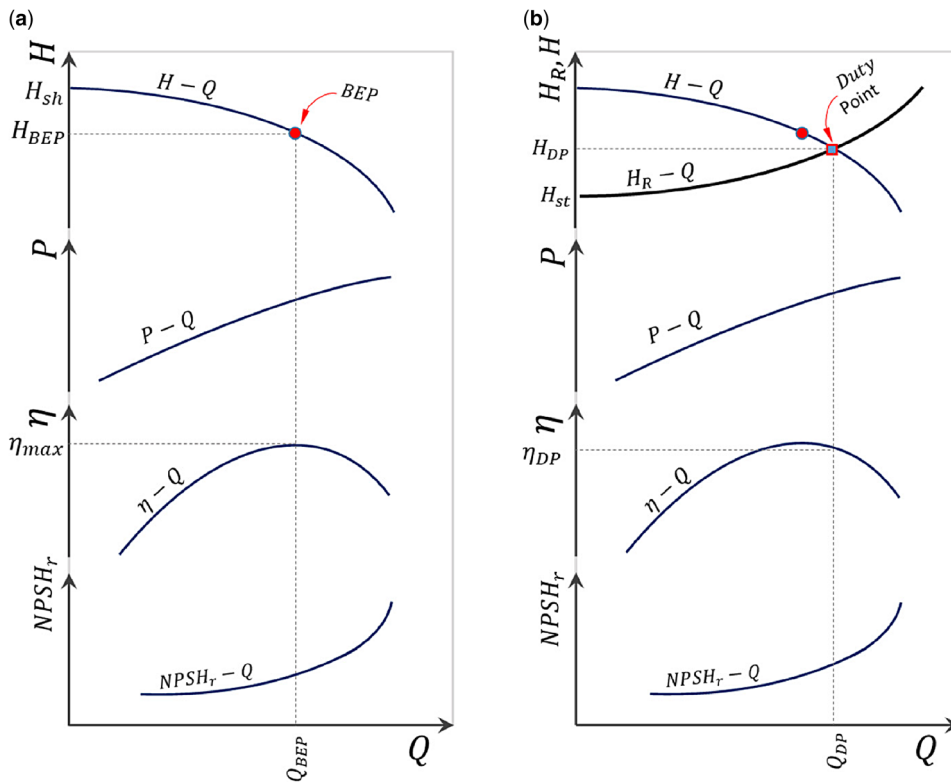 (a)
H
H_sh
H − Q
BEP
H_BEP
P
P − Q
η
η_max
η − Q
NPSH_r
NPSH_r − Q
Q_BEP
Q
(b)
H_R, H
H − Q
Duty
Point
H_DP
H_R − Q
H_st
P
P − Q
η
η_DP
η − Q
NPSH_r
NPSH_r − Q
Q_DP
Q